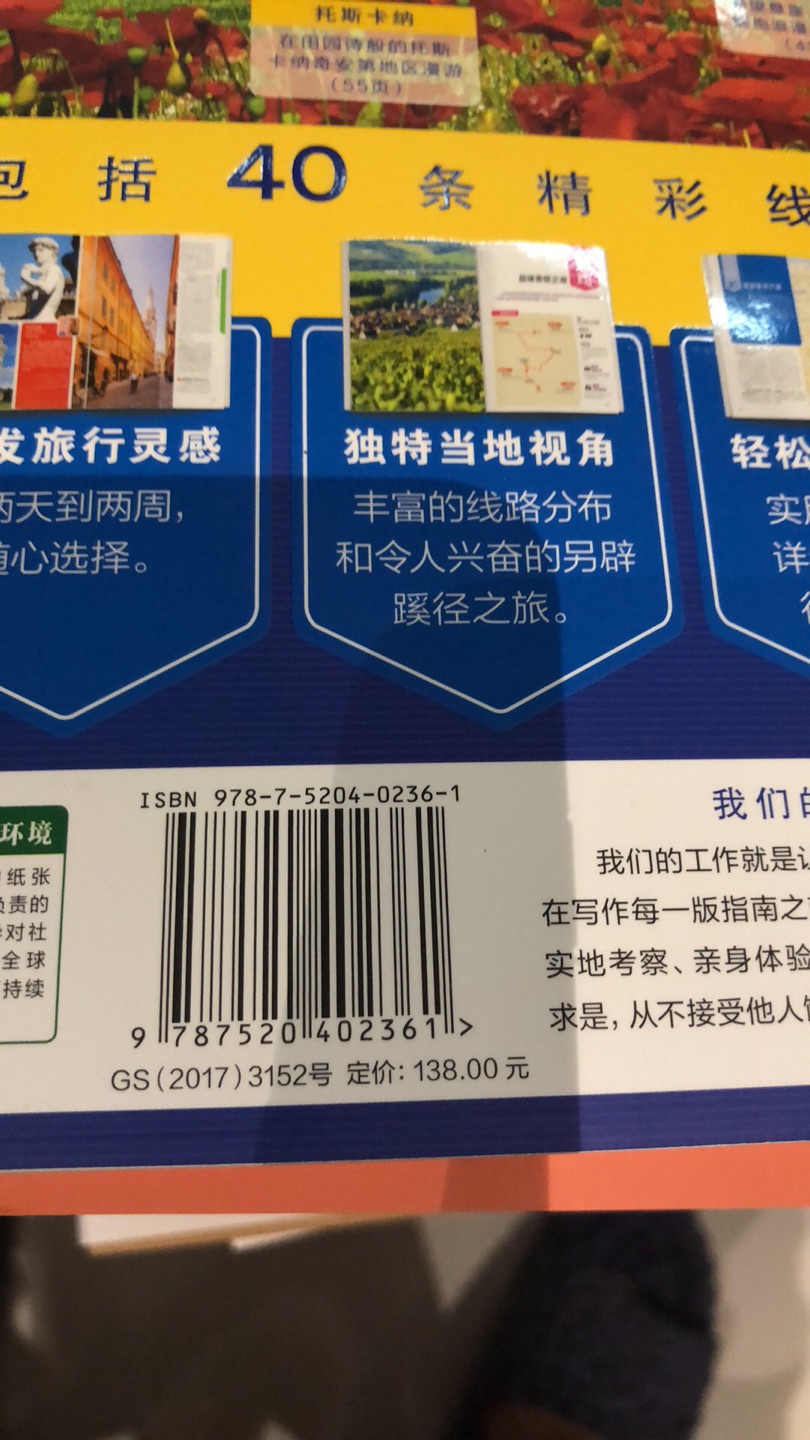 托斯卡纳
在田园诗般的托斯
卡纳奇安第地区漫游
(55页)
包括40条精彩线
发旅行灵感
两天到两周，
随心选择。
独特当地视角
丰富的线路分布
和令人兴奋的另辟
蹊径之旅。
轻松
实
详
环境
纸张
负责的
对社
全球
持续
ISBN 978-7-5204-0236-1
9 787520 402361 >
GS(2017)3152号 定价：138.00元
我们的
我们的工作就是让
在写作每一版指南之
实地考察、亲身体验
求是，从不接受他人